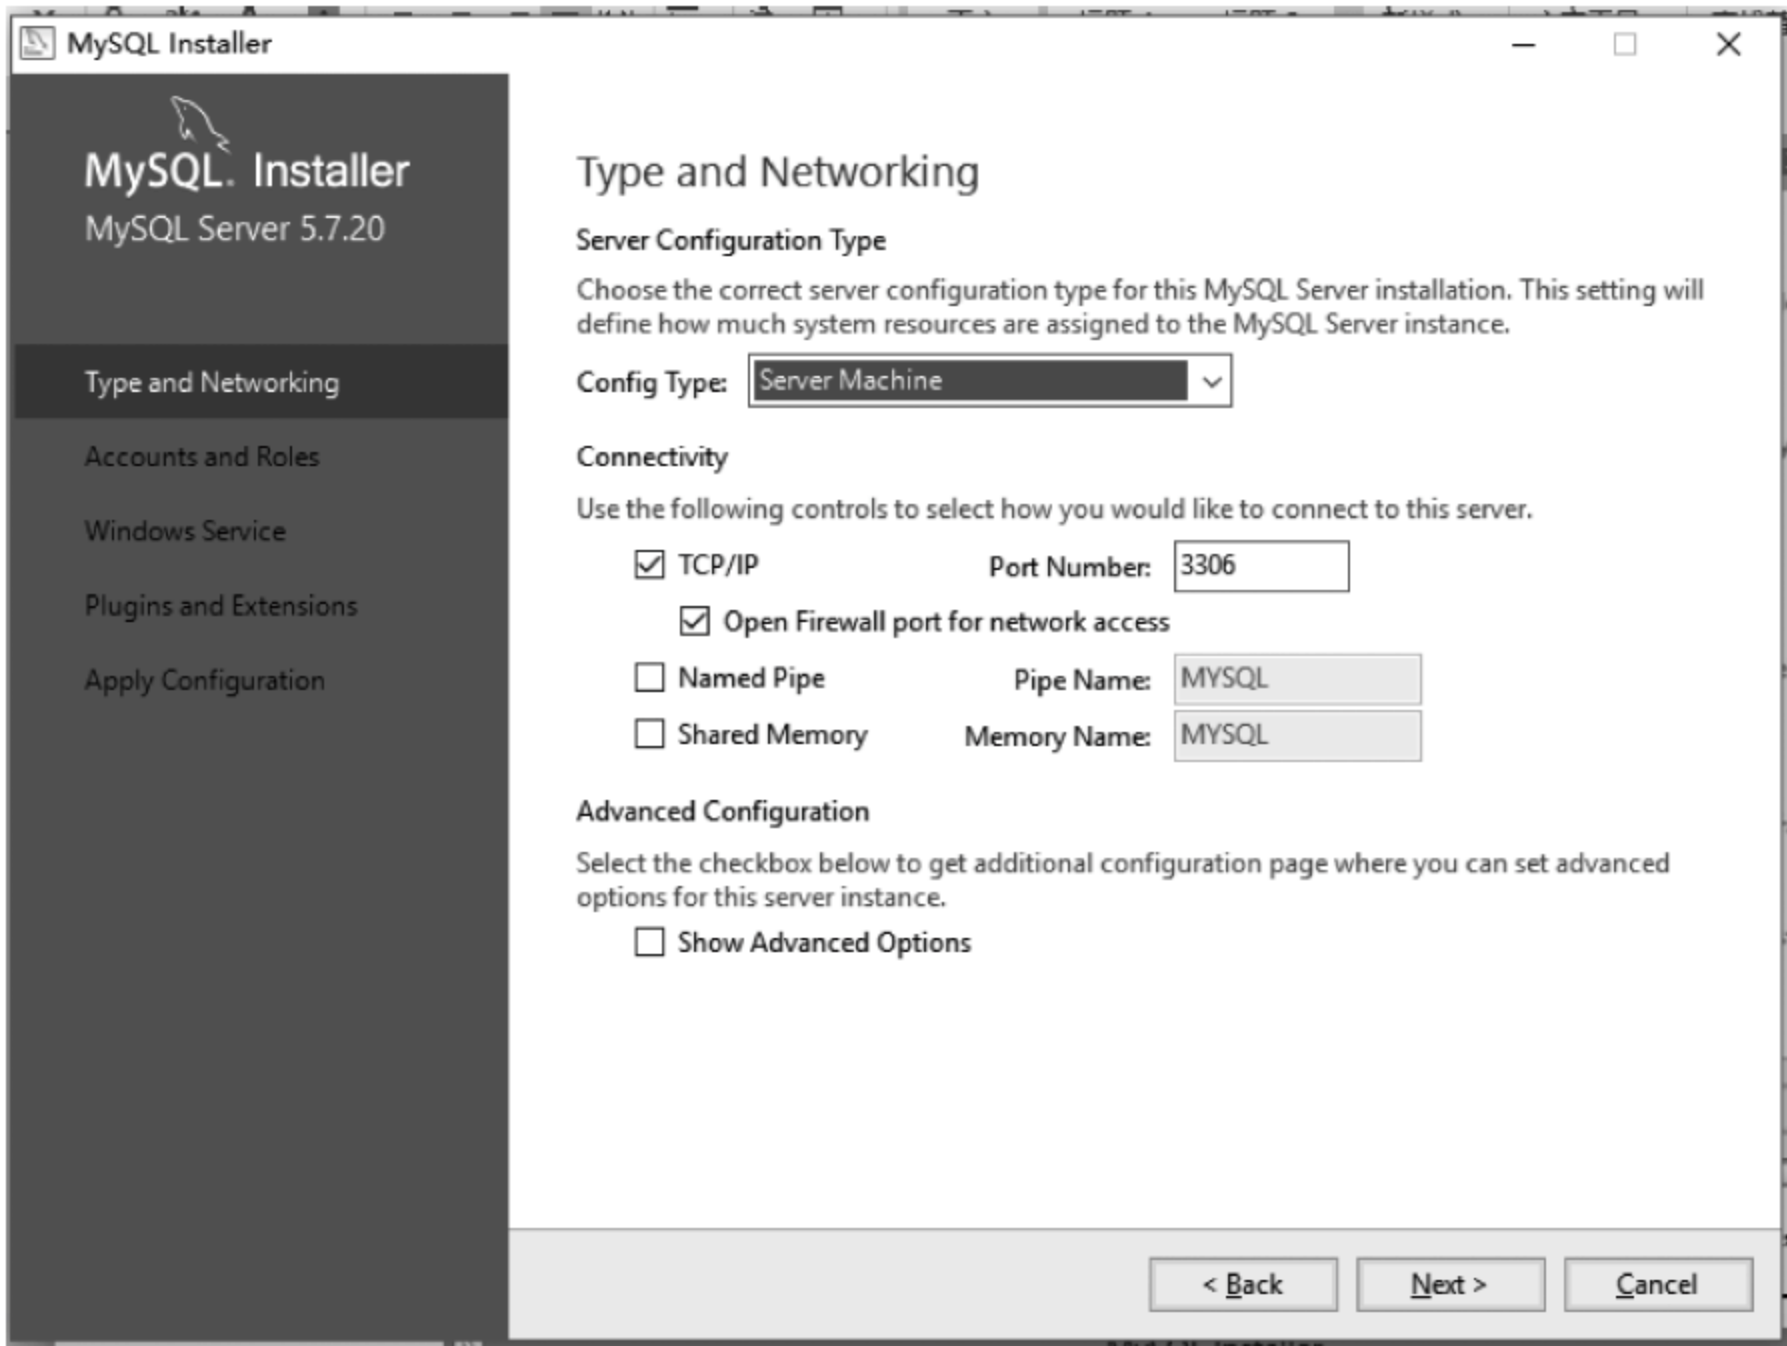 MySQL Installer
MySQL. Installer
MySQL Server 5.7.20
Type and Networking
Accounts and Roles
Windows Service
Plugins and Extensions
Apply Configuration
Type and Networking
Server Configuration Type
Choose the correct server configuration type for this MySQL Server installation. This setting will
define how much system resources are assigned to the MySQL Server instance.
Config Type: Server Machine
Connectivity
Use the following controls to select how you would like to connect to this server.
TCP/IP Port Number: 3306
Open Firewall port for network access
Named Pipe Pipe Name: MYSQL
Shared Memory Memory Name: MYSQL
Advanced Configuration
Select the checkbox below to get additional configuration page where you can set advanced
options for this server instance.
Show Advanced Options
< Back Next > Cancel